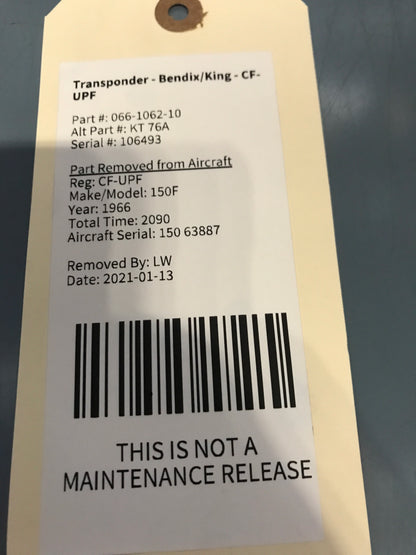 Transponder - Bendix/King - CF-
UPF
Part #: 066-1062-10
Alt Part#: KT 76A
Serial #: 106493
Part Removed from Aircraft
Reg: CF-UPF
Make/Model: 150F
Year: 1966
Total Time: 2090
Aircraft Serial: 150 63887
Removed By: LW
Date: 2021-01-13
THIS IS NOT A
MAINTENANCE RELEASE